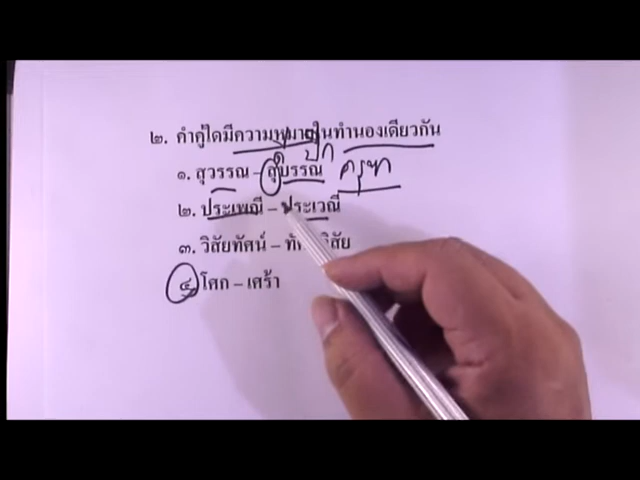 ๒. คำคู่ใดมีความหมายในทำนองเดียวกัน
ปีก
๑. สุวรรณ – สุบรรณ ครุฑ
๒. ประเพณี – ประเวณี
๓. วิสัยทัศน์ –
๔. โศก – เศร้า